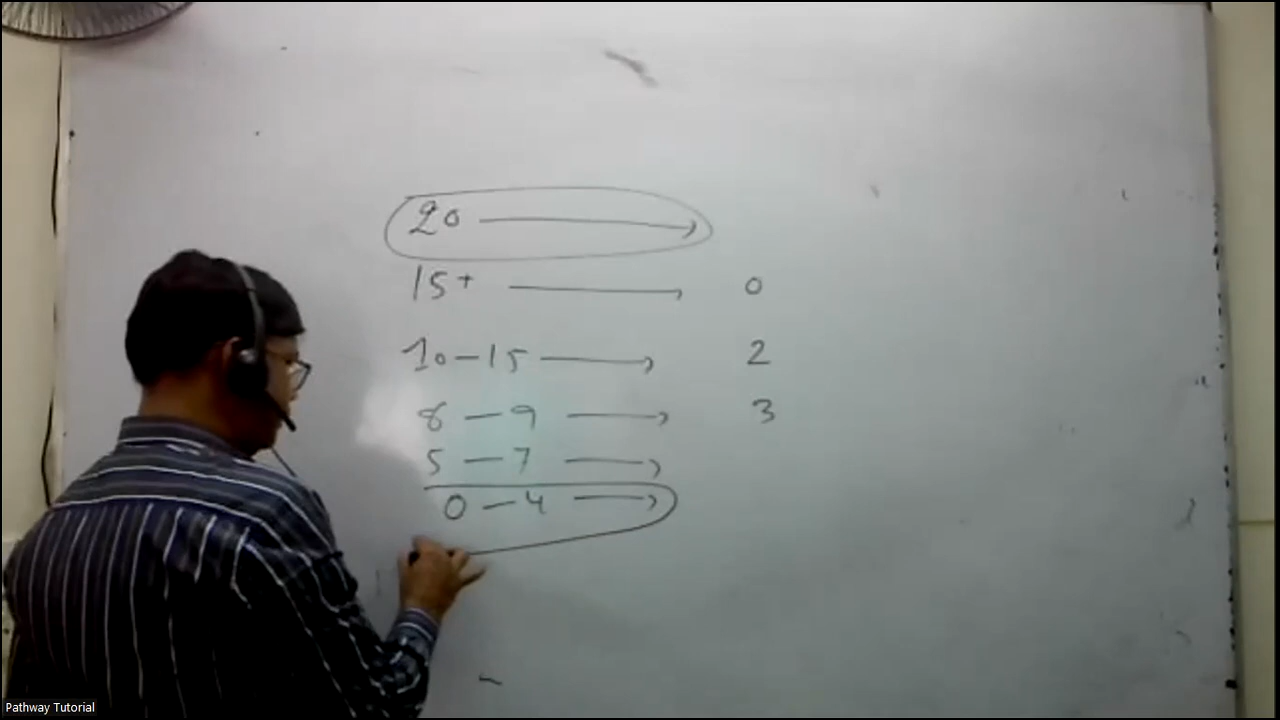 20 →
15+ → 0
10-15 → 2
8-9 → 3
5-7 →
0-4 →
Pathway Tutorial